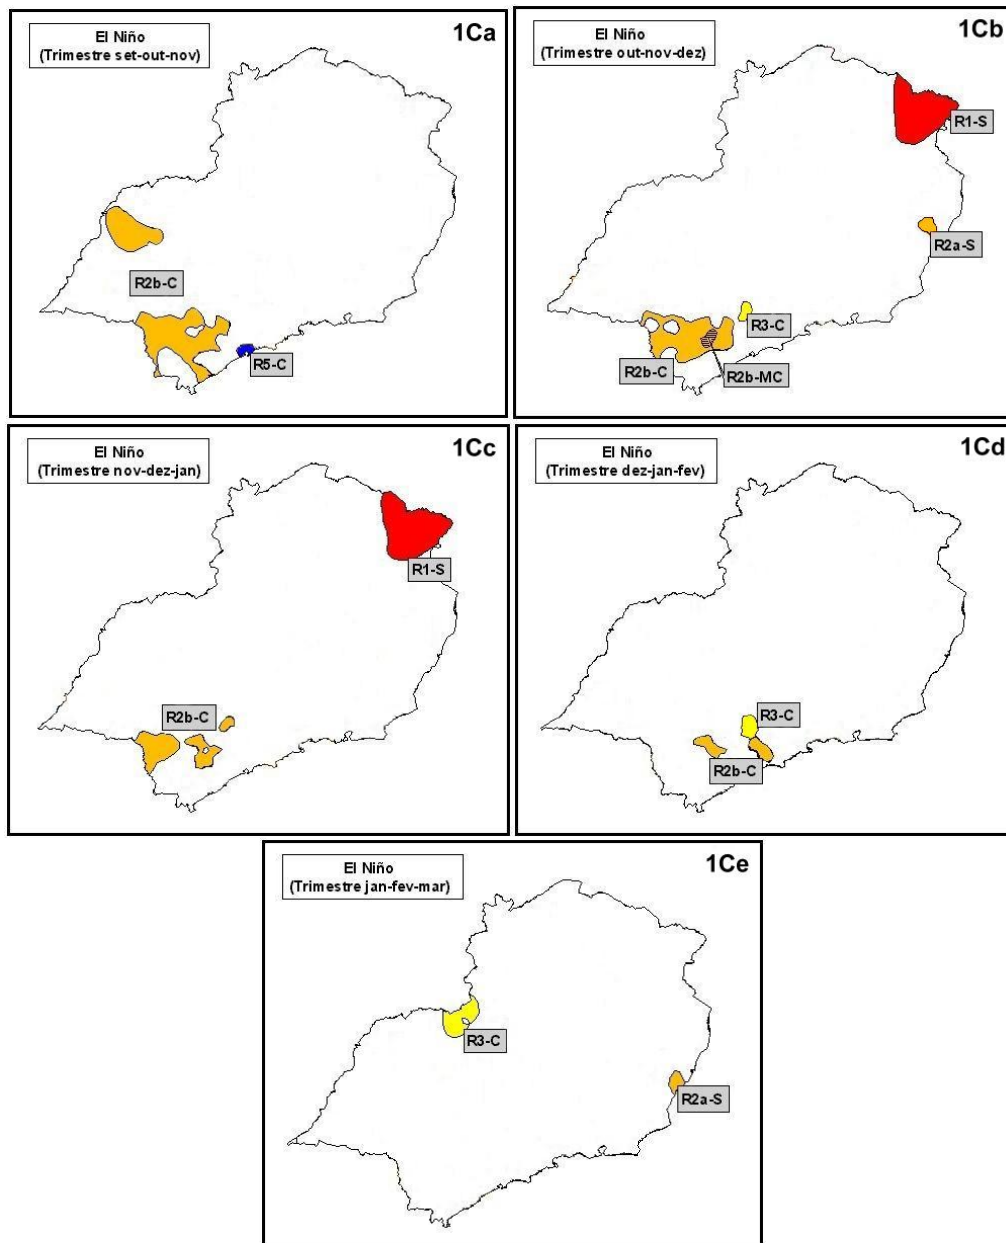 El Niño
(Trimestre set-out-nov)
1Ca
R2b-C
R5-C
El Niño
(Trimestre out-nov-dez)
1Cb
R1-S
R2a-S
R3-C
R2b-C
R2b-MC
El Niño
(Trimestre nov-dez-jan)
1Cc
R1-S
R2b-C
El Niño
(Trimestre dez-jan-fev)
1Cd
R3-C
R2b-C
El Niño
(Trimestre jan-fev-mar)
1Ce
R3-C
R2a-S